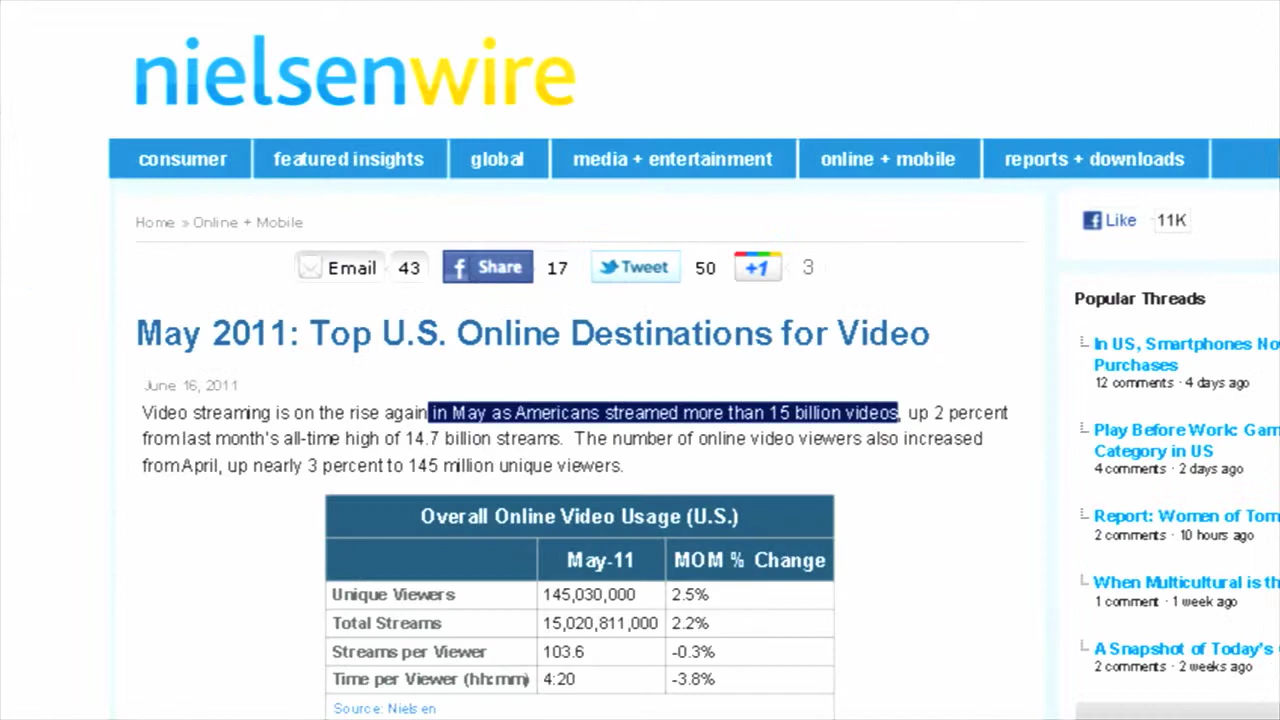 nielsenwire
consumer featured insights global media + entertainment online + mobile reports + downloads
Home » Online + Mobile
Like 11K
Email 43 Share 17 Tweet 50 +1 3
May 2011: Top U.S. Online Destinations for Video
June 16, 2011
Video streaming is on the rise again in May as Americans streamed more than 15 billion videos, up 2 percent
from last month's all-time high of 14.7 billion streams. The number of online video viewers also increased
from April, up nearly 3 percent to 145 million unique viewers.
Overall Online Video Usage (U.S.)
May-11 MOM % Change
Unique Viewers 145,030,000 2.5%
Total Streams 15,020,811,000 2.2%
Streams per Viewer 103.6 -0.3%
Time per Viewer (hh:mm) 4:20 -3.8%
Source: Nielsen
Popular Threads
In US, Smartphones No
Purchases
12 comments · 4 days ago
Play Before Work: Gam
Category in US
4 comments · 2 days ago
Report: Women of Tom
2 comments · 10 hours ago
When Multicultural is th
1 comment · 1 week ago
A Snapshot of Today's
2 comments · 2 weeks ago